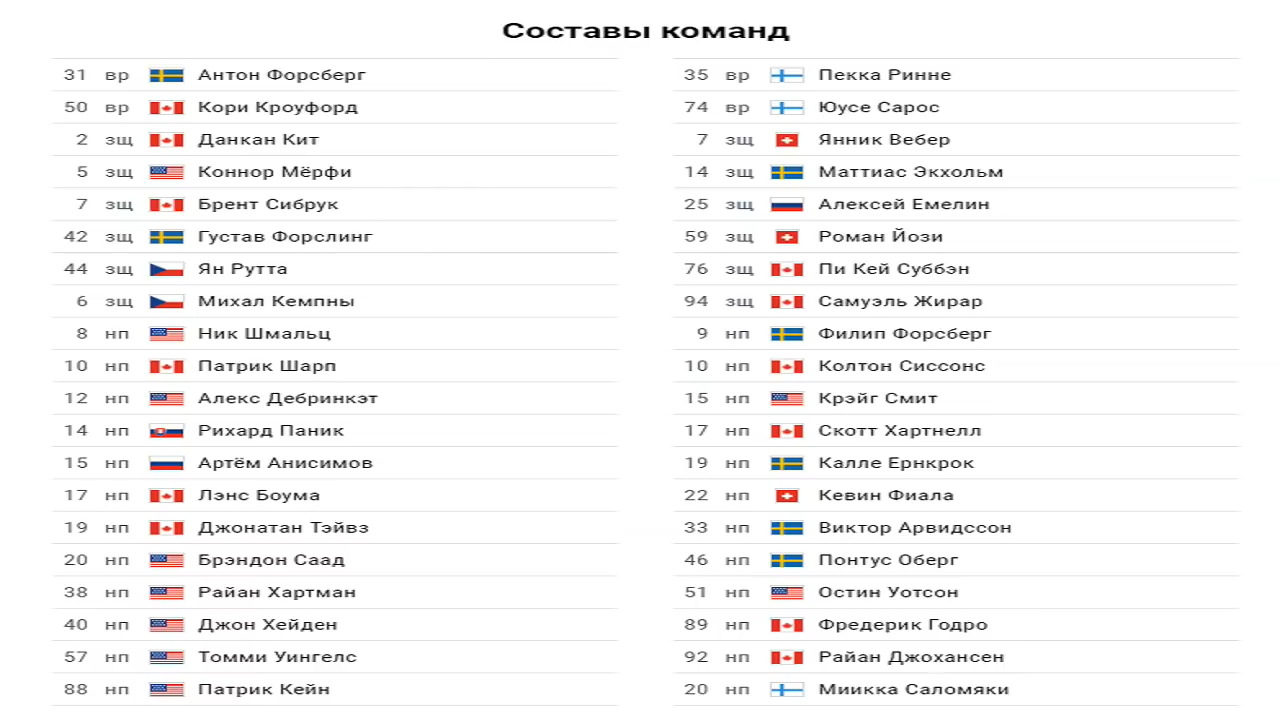 Составы команд
31 вр Антон Форсберг
50 вр Кори Кроуфорд
2 зщ Данкан Кит
5 зщ Коннор Мёрфи
7 зщ Брент Сибрук
42 зщ Густав Форслинг
44 зщ Ян Рутта
6 зщ Михал Кемпны
8 нп Ник Шмальц
10 нп Патрик Шарп
12 нп Алекс Дебринкэт
14 нп Рихард Паник
15 нп Артём Анисимов
17 нп Лэнс Боума
19 нп Джонатан Тэйвз
20 нп Брэндон Саад
38 нп Райан Хартман
40 нп Джон Хейден
57 нп Томми Уингелс
88 нп Патрик Кейн
35 вр Пекка Ринне
74 вр Юусе Сарос
7 зщ Янник Вебер
14 зщ Маттиас Экхольм
25 зщ Алексей Емелин
59 зщ Роман Йози
76 зщ Пи Кей Суббэн
94 зщ Самуэль Жирар
9 нп Филип Форсберг
10 нп Колтон Сиссонс
15 нп Крэйг Смит
17 нп Скотт Хартнелл
19 нп Калле Ернкрок
22 нп Кевин Фиала
33 нп Виктор Арвидссон
46 нп Понтус Оберг
51 нп Остин Уотсон
89 нп Фредерик Годро
92 нп Райан Джохансен
20 нп Миикка Саломяки